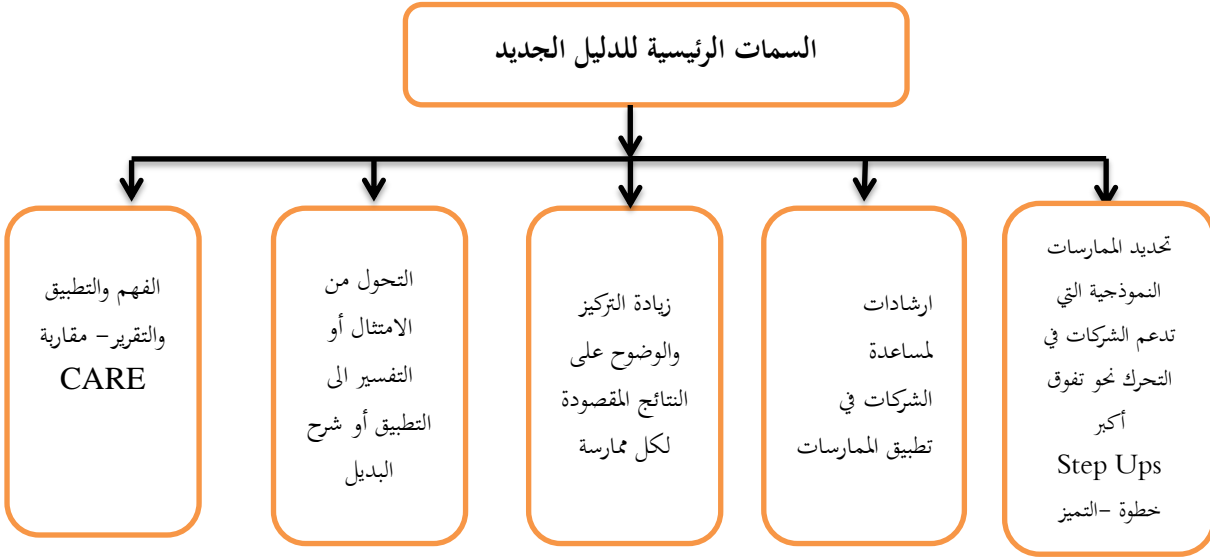 السمات الرئيسية للدليل الجديد
تحديد الممارسات
النموذجية التي
تدعم الشركات في
التحرك نحو تفوق
أكبر
Step Ups
خطوة –التميز
ارشادات
لمساعدة
الشركات في
تطبيق الممارسات
زيادة التركيز
والوضوح على
النتائج المقصودة
لكل ممارسة
التحول من
الامتثال أو
التفسير الى
التطبيق أو شرح
البديل
الفهم والتطبيق
والتقرير– مقاربة
CARE